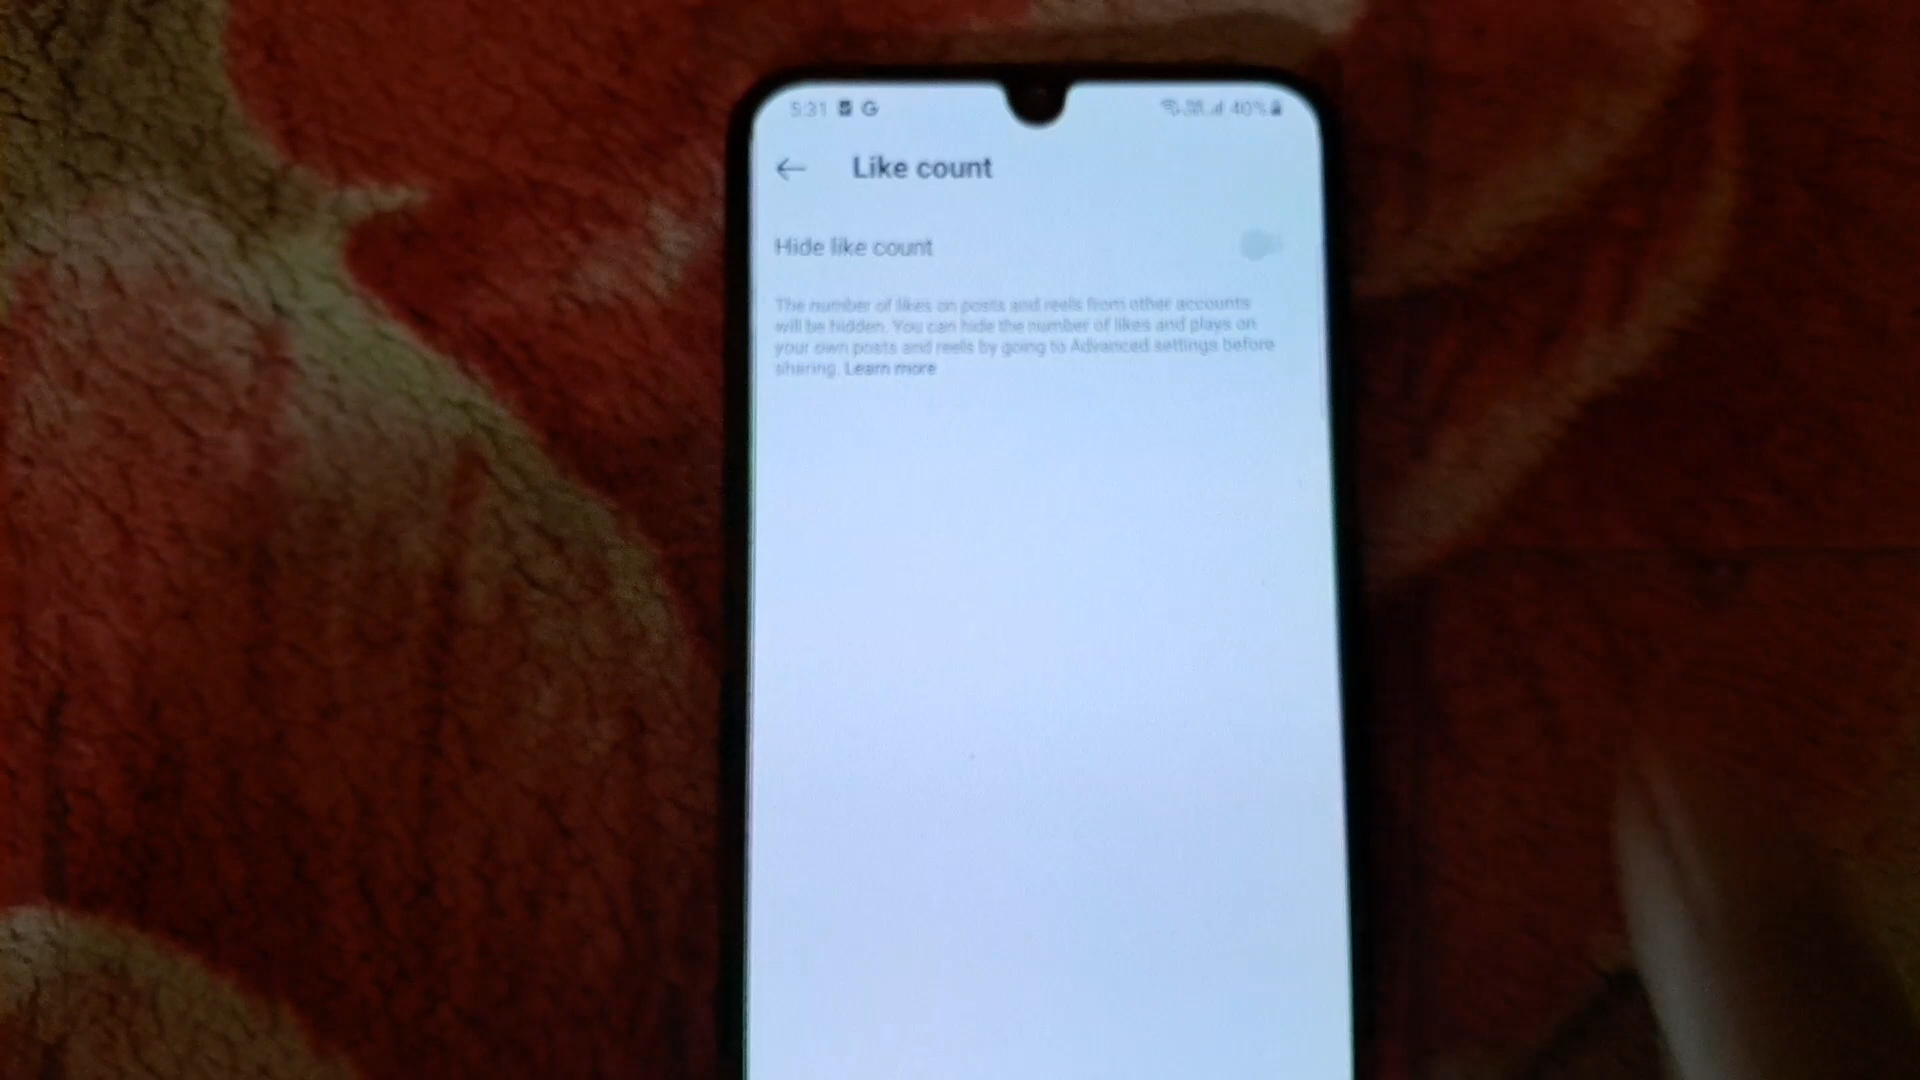 5:31 G 40%
Like count
Hide like count
The number of likes on posts and reels from other accounts
will be hidden. You can hide the number of likes and plays on
your own posts and reels by going to Advanced settings before
sharing. Learn more